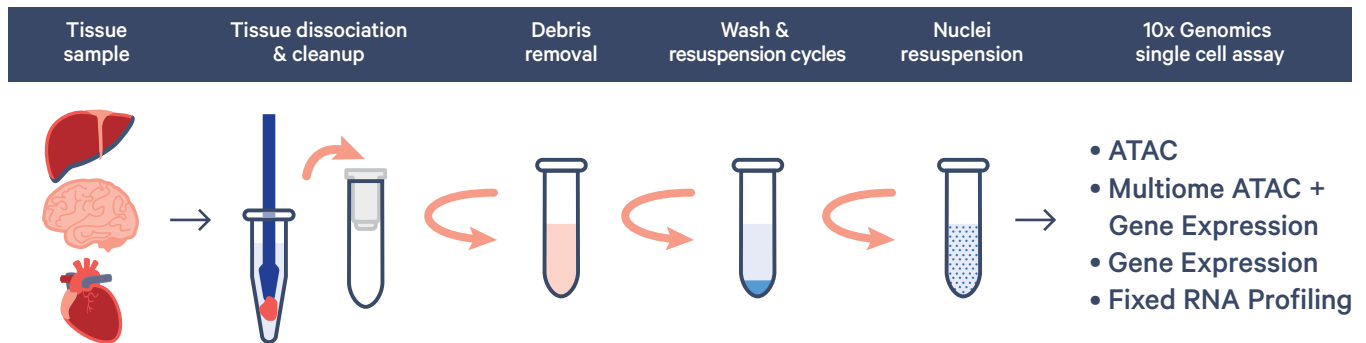 Tissue
sample
Tissue dissociation
& cleanup
Debris
removal
Wash &
resuspension cycles
Nuclei
resuspension
10x Genomics
single cell assay
• ATAC
• Multiome ATAC +
Gene Expression
• Gene Expression
• Fixed RNA Profiling